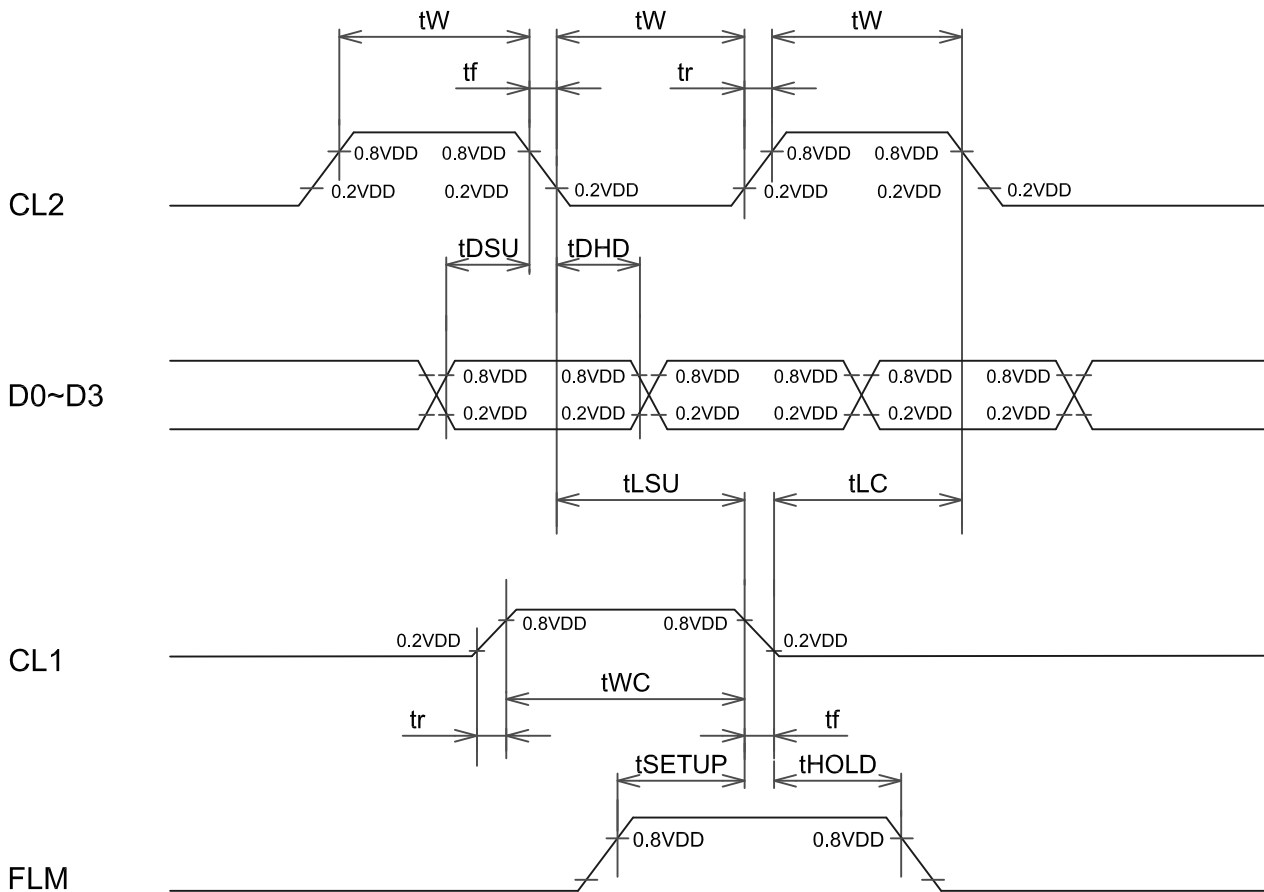 tW tW tW
tf tr
0.8VDD 0.8VDD 0.8VDD 0.8VDD
CL2 0.2VDD 0.2VDD 0.2VDD 0.2VDD 0.2VDD 0.2VDD
tDSU tDHD
0.8VDD 0.8VDD 0.8VDD 0.8VDD 0.8VDD 0.8VDD
D0~D3
0.2VDD 0.2VDD 0.2VDD 0.2VDD 0.2VDD 0.2VDD
tLSU tLC
0.8VDD 0.8VDD
CL1 0.2VDD 0.2VDD
tWC
tr tf
tSETUP tHOLD
0.8VDD 0.8VDD
FLM